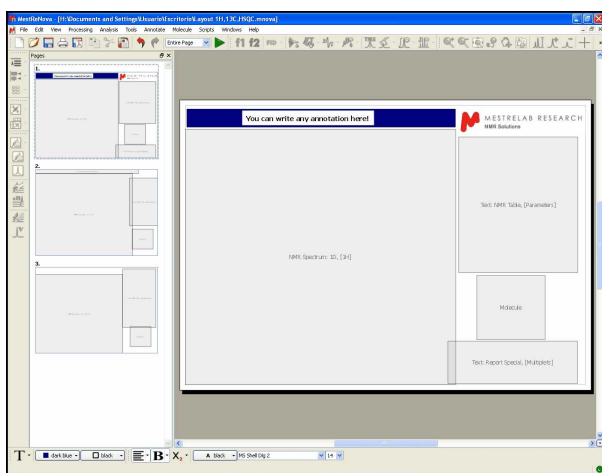 MestReNova - [H:\Documents and Settings\Usuario\Escritorio\Layout 1H,13C,HSQC.mnova]
File Edit View Processing Analysis Tools Annotate Molecule Scripts Windows Help
Entire Page f1 f2
Pages
1.
2.
3.
You can write any annotation here!
MESTRELAB RESEARCH
NMR Solutions
Text: NMR Table, [Parameters]
NMR Spectrum: 1D, [1H]
Molecule
Text: Report Special, [Multiplets]
T dark blue black B X A black MS Shell Dlg 2 14